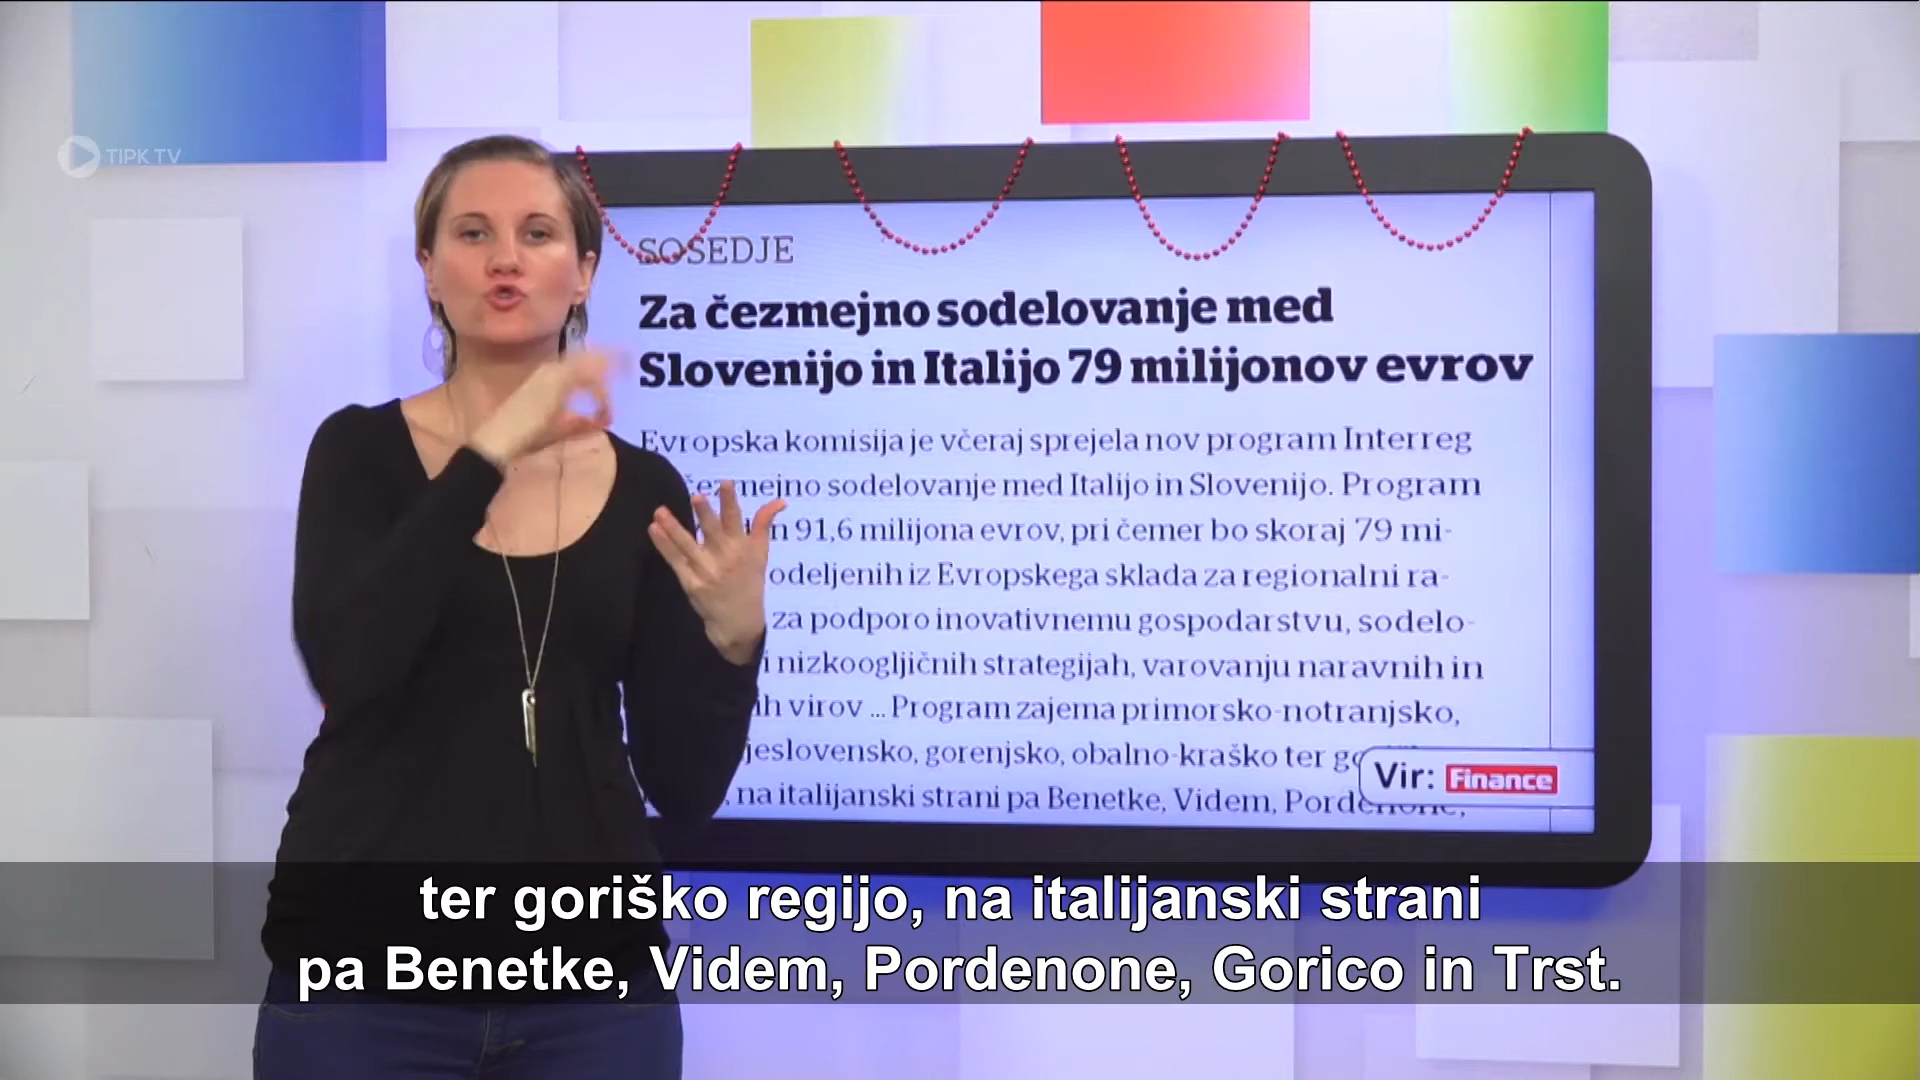 TIPK TV
SOSEDJE
Za čezmejno sodelovanje med
Slovenijo in Italijo 79 milijonov evrov
Evropska komisija je včeraj sprejela nov program Interreg
čezmejno sodelovanje med Italijo in Slovenijo. Program
91,6 milijona evrov, pri čemer bo skoraj 79 mi-
odeljenih iz Evropskega sklada za regionalni ra-
za podporo inovativnemu gospodarstvu, sodelo-
i nizkoogljičnih strategijah, varovanju naravnih in
ih virov ... Program zajema primorsko-notranjsko,
jeslovensko, gorenjsko, obalno-kraško ter
, na italijanski strani pa Benetke, Videm, Pordenone,
Vir: Finance
ter goriško regijo, na italijanski strani
pa Benetke, Videm, Pordenone, Gorico in Trst.